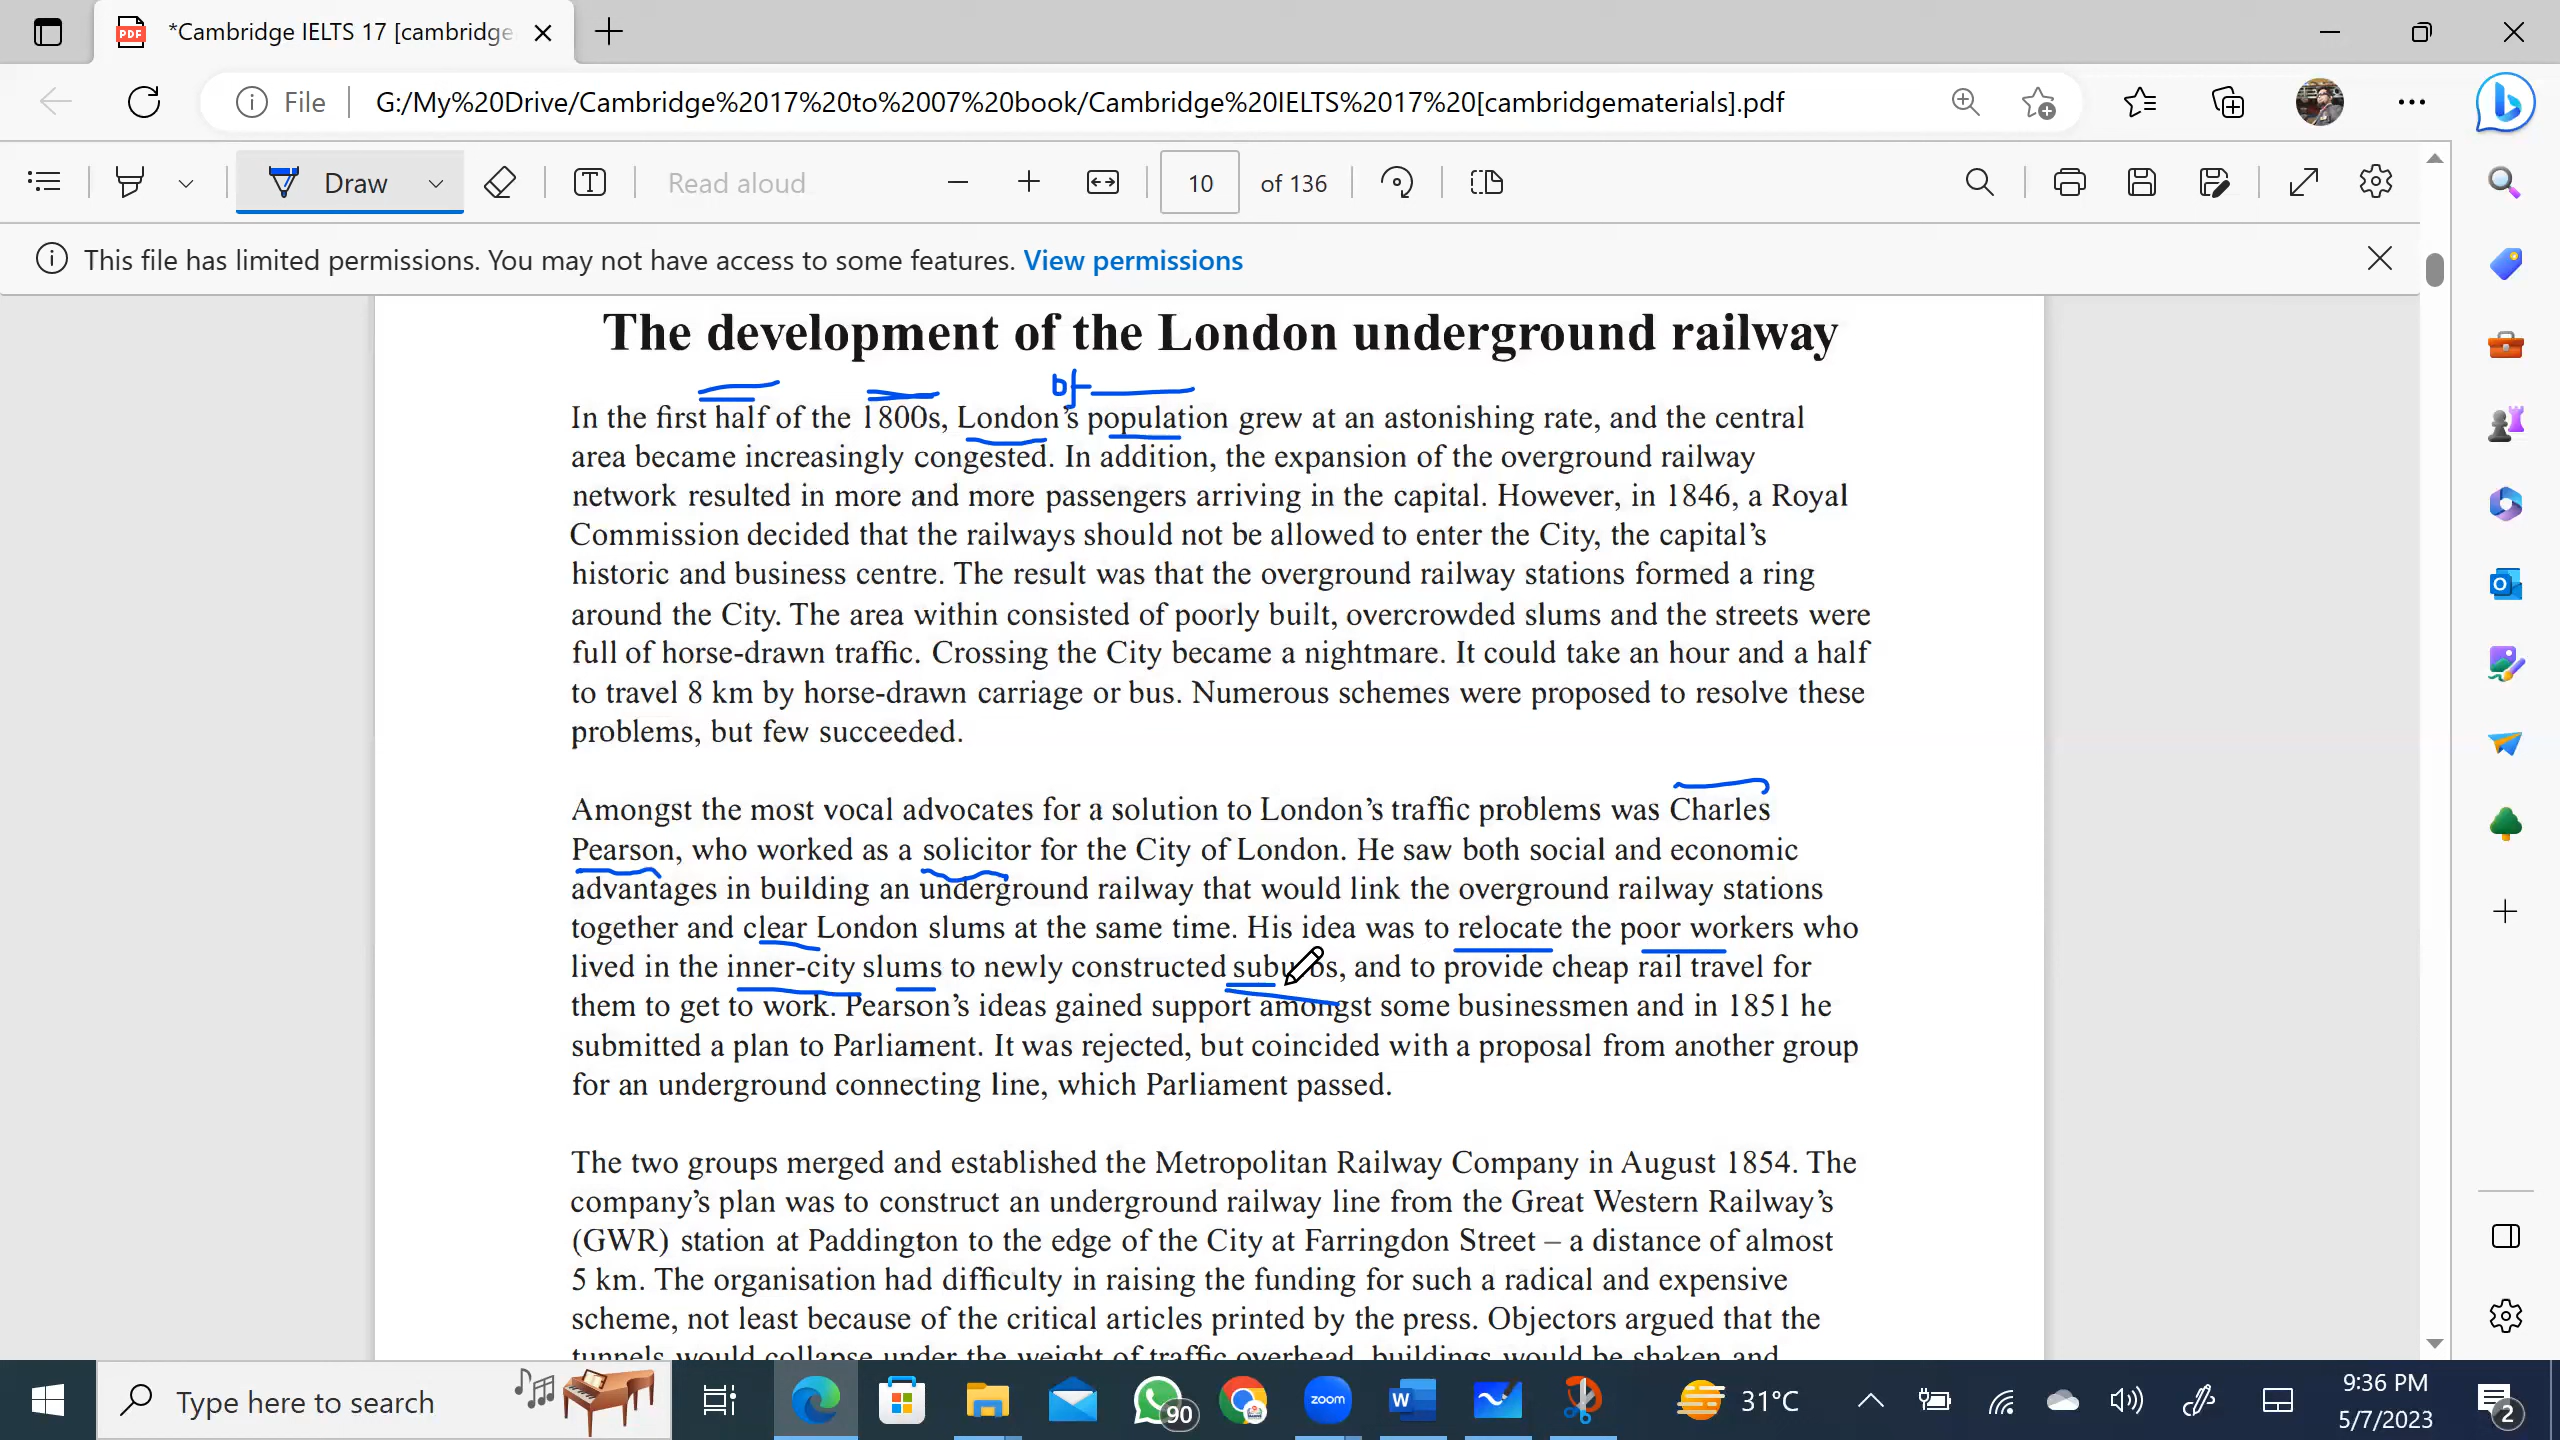 *Cambridge IELTS 17 [cambridge
File G:/My%20Drive/Cambridge%2017%20to%2007%20book/Cambridge%20IELTS%2017%20[cambridgematerials].pdf
Draw Read aloud 10 of 136
This file has limited permissions. You may not have access to some features. View permissions
The development of the London underground railway
In the first half of the 1800s, London's population grew at an astonishing rate, and the central
area became increasingly congested. In addition, the expansion of the overground railway
network resulted in more and more passengers arriving in the capital. However, in 1846, a Royal
Commission decided that the railways should not be allowed to enter the City, the capital's
historic and business centre. The result was that the overground railway stations formed a ring
around the City. The area within consisted of poorly built, overcrowded slums and the streets were
full of horse-drawn traffic. Crossing the City became a nightmare. It could take an hour and a half
to travel 8 km by horse-drawn carriage or bus. Numerous schemes were proposed to resolve these
problems, but few succeeded.
Amongst the most vocal advocates for a solution to London's traffic problems was Charles
Pearson, who worked as a solicitor for the City of London. He saw both social and economic
advantages in building an underground railway that would link the overground railway stations
together and clear London slums at the same time. His idea was to relocate the poor workers who
lived in the inner-city slums to newly constructed suburbs, and to provide cheap rail travel for
them to get to work. Pearson's ideas gained support amongst some businessmen and in 1851 he
submitted a plan to Parliament. It was rejected, but coincided with a proposal from another group
for an underground connecting line, which Parliament passed.
The two groups merged and established the Metropolitan Railway Company in August 1854. The
company's plan was to construct an underground railway line from the Great Western Railway's
(GWR) station at Paddington to the edge of the City at Farringdon Street – a distance of almost
5 km. The organisation had difficulty in raising the funding for such a radical and expensive
scheme, not least because of the critical articles printed by the press. Objectors argued that the
tunnels would collapse under the weight of traffic overhead, buildings would be shaken and
Type here to search 90 zoom 31°C 9:36 PM
5/7/2023 2